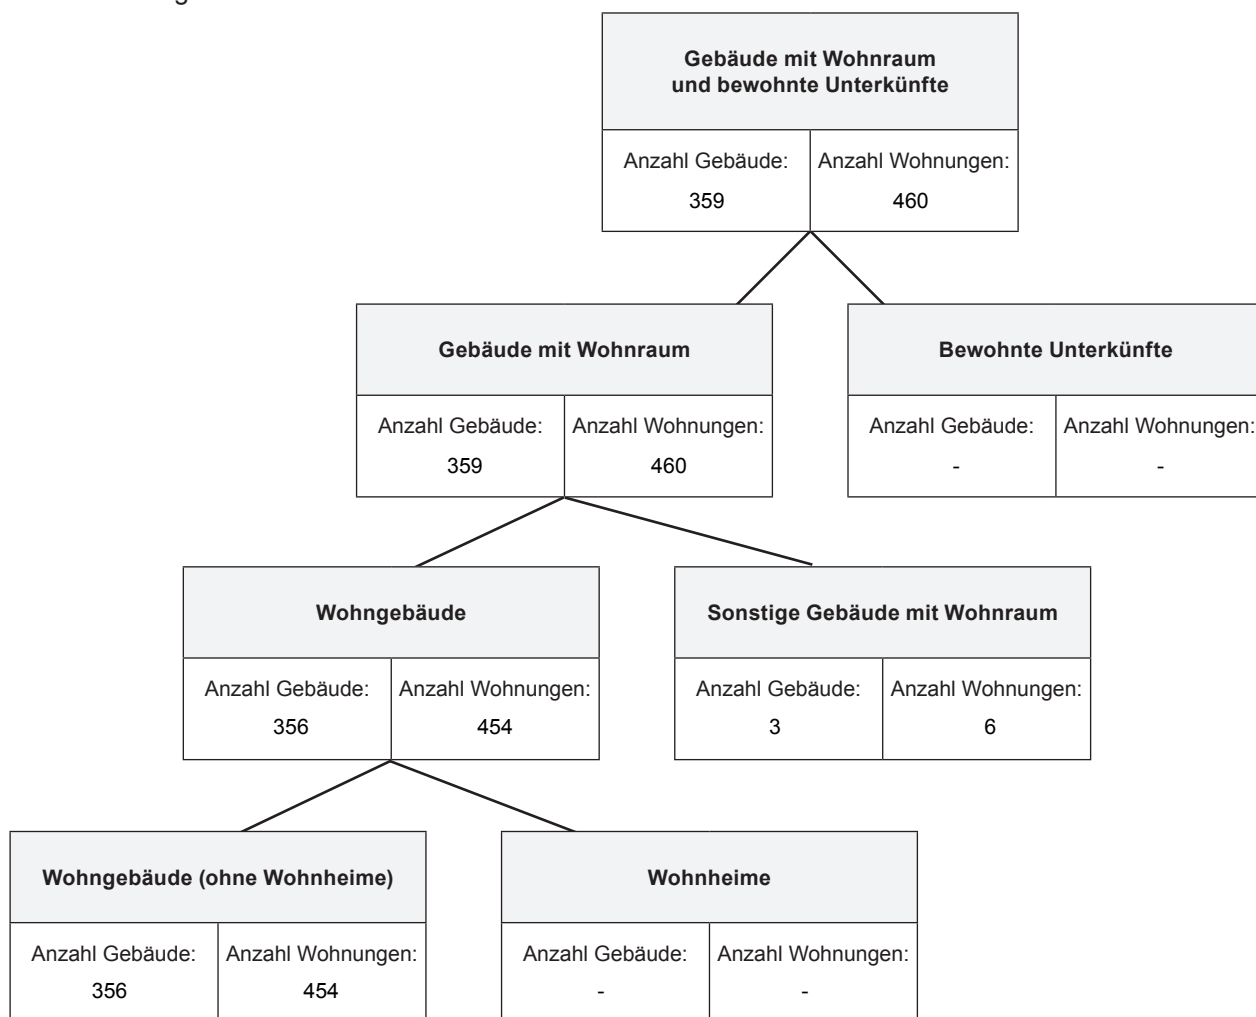 Gebäude mit Wohnraum
und bewohnte Unterkünfte
Anzahl Gebäude: Anzahl Wohnungen:
359 460
Gebäude mit Wohnraum Bewohnte Unterkünfte
Anzahl Gebäude: Anzahl Wohnungen: Anzahl Gebäude: Anzahl Wohnungen:
359 460 - -
Wohngebäude Sonstige Gebäude mit Wohnraum
Anzahl Gebäude: Anzahl Wohnungen: Anzahl Gebäude: Anzahl Wohnungen:
356 454 3 6
Wohngebäude (ohne Wohnheime) Wohnheime
Anzahl Gebäude: Anzahl Wohnungen: Anzahl Gebäude: Anzahl Wohnungen:
356 454 - -